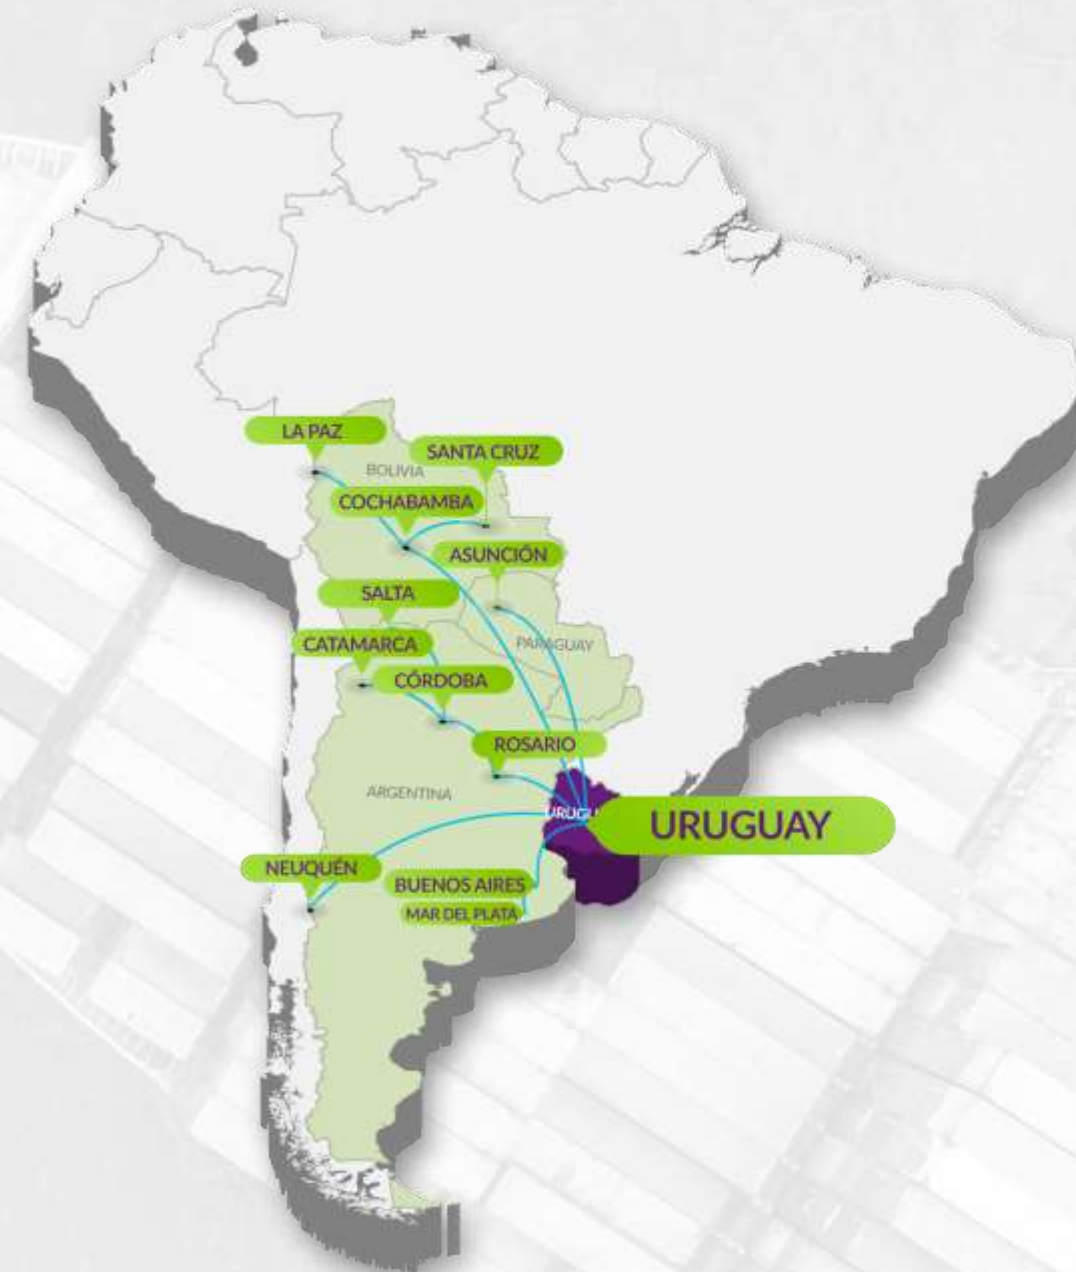 LA PAZ
SANTA CRUZ
BOLIVIA
COCHABAMBA
ASUNCIÓN
SALTA
CATAMARCA
PARAGUAY
CÓRDOBA
ROSARIO
ARGENTINA
URUGU
URUGUAY
NEUQUÉN
BUENOS AIRES
MAR DEL PLATA